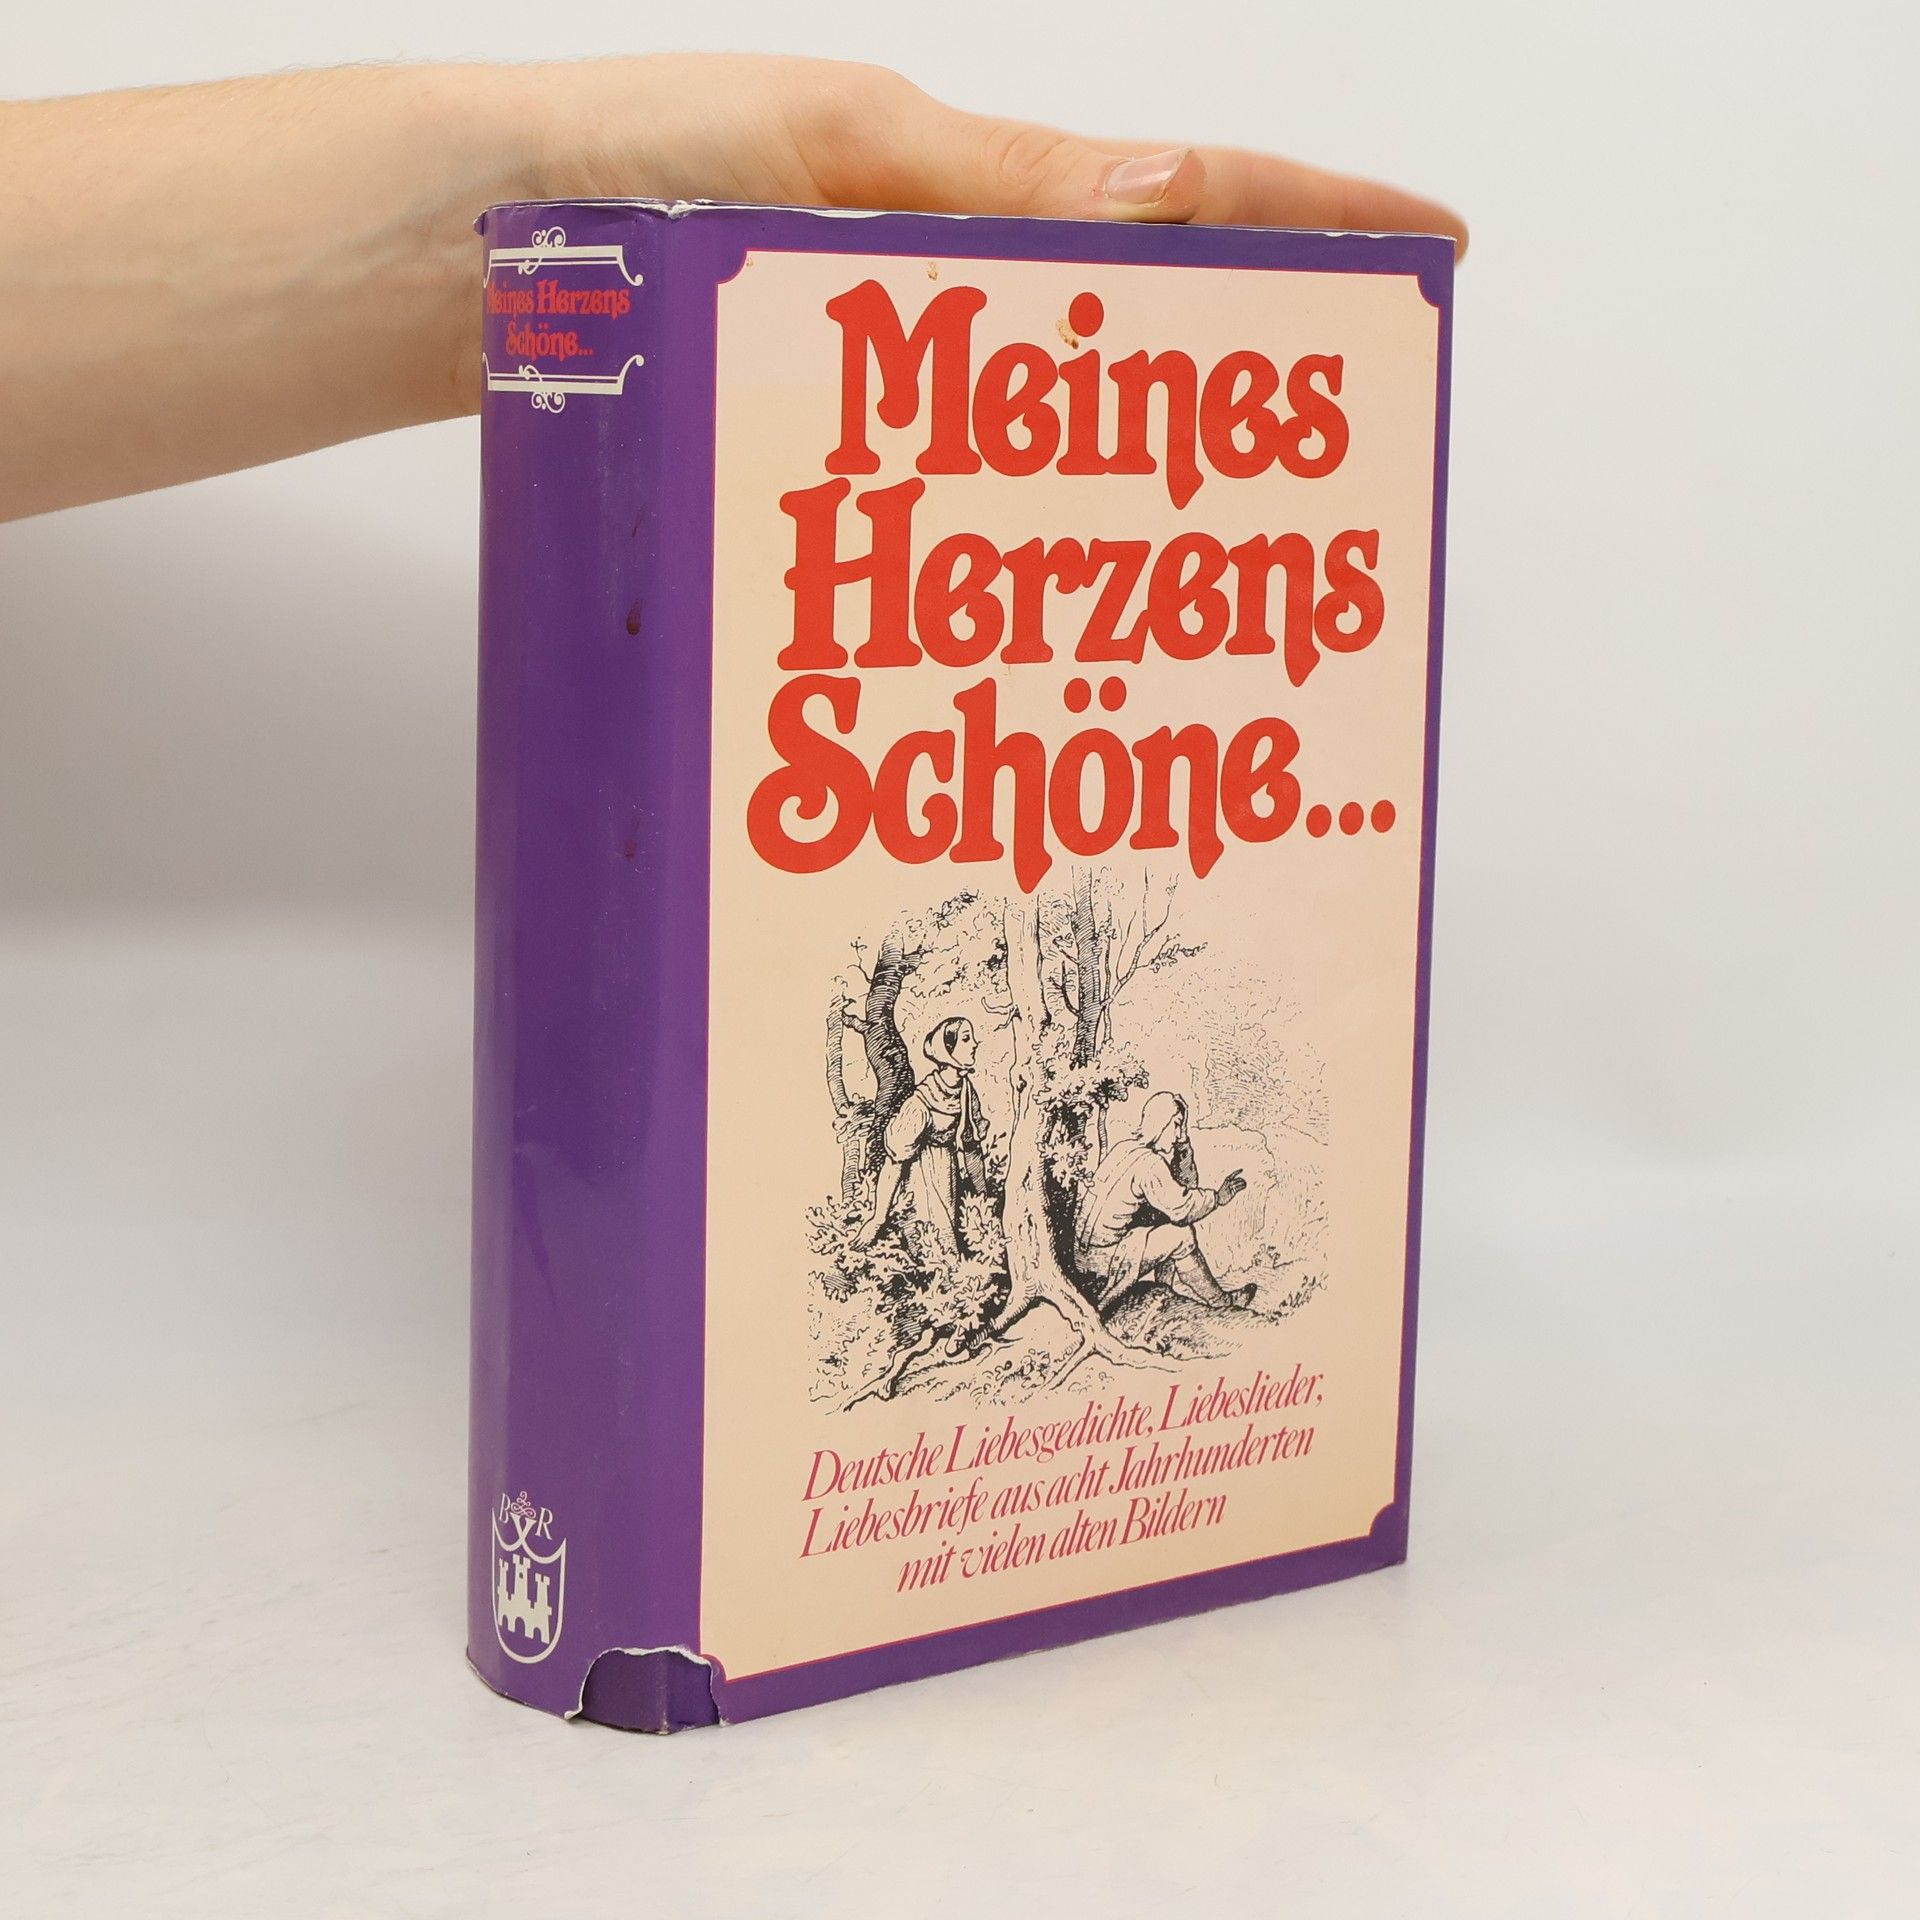 Meines Herzens
Schöne...
B R
Meines
Herzens
Schöne...
Deutsche Liebesgedichte, Liebeslieder,
Liebesbriefe aus acht Jahrhunderten
mit vielen alten Bildern